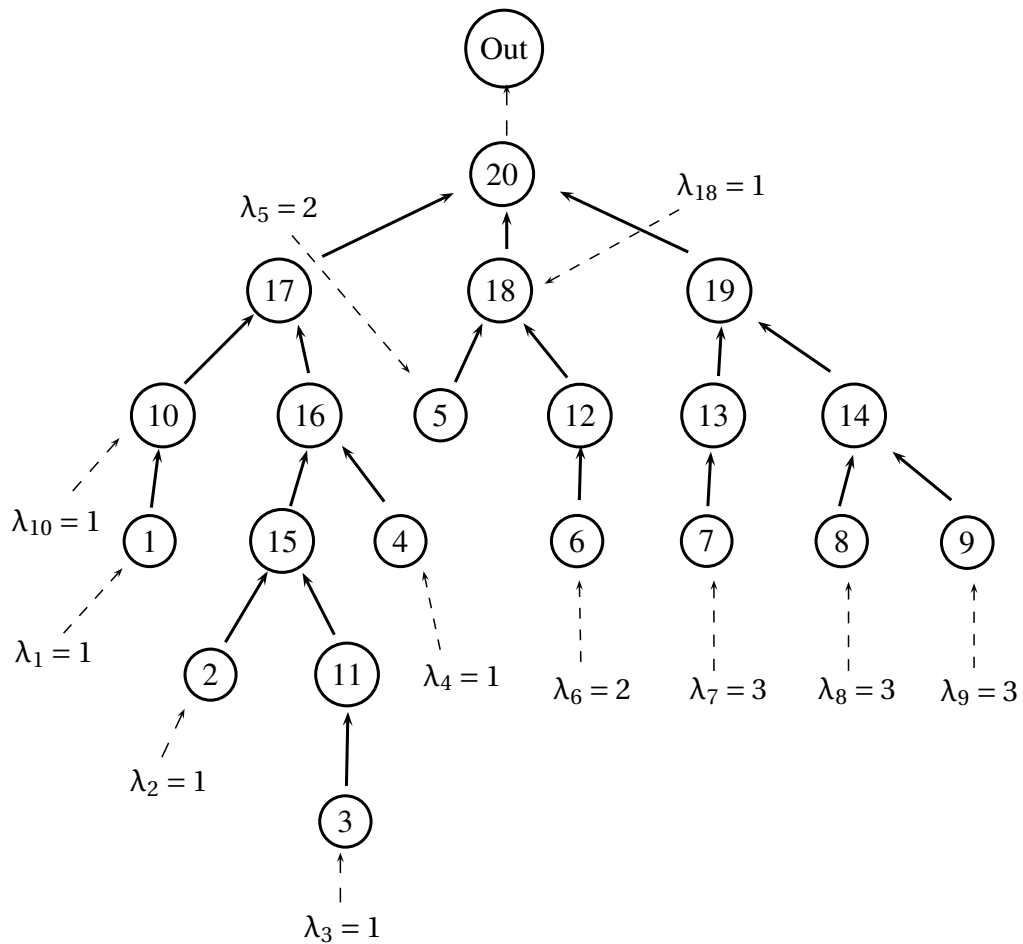 Out
20
λ₁₈ = 1
λ₅ = 2
17
18
19
10
16
5
12
13
14
λ₁₀ = 1
1
15
4
6
7
8
9
λ₁ = 1
2
11
λ₄ = 1
λ₆ = 2
λ₇ = 3
λ₈ = 3
λ₉ = 3
λ₂ = 1
3
λ₃ = 1